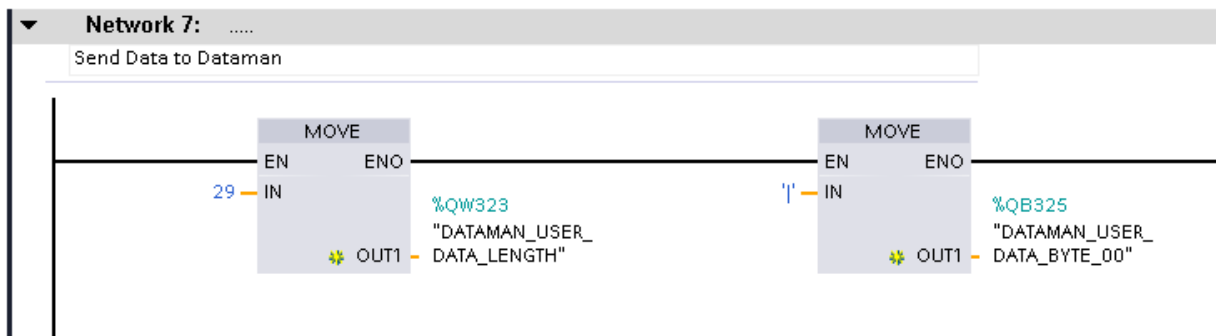 Network 7: .....
Send Data to Dataman
MOVE
EN ENO
29 IN
%QW323
"DATAMAN_USER_
OUT1 DATA_LENGTH"
MOVE
EN ENO
'|' IN
%QB325
"DATAMAN_USER_
OUT1 DATA_BYTE_00"